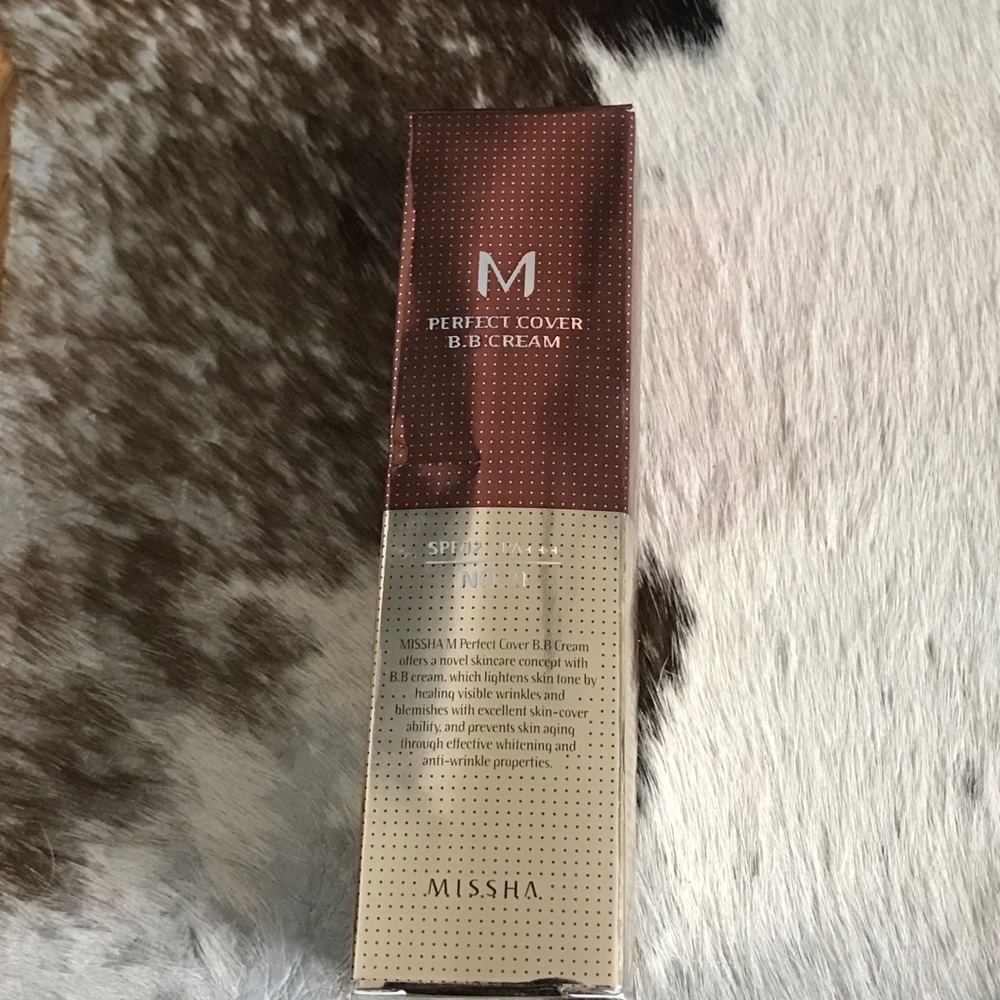 M
PERFECT COVER
B.B CREAM
MISSHA M Perfect Cover B.B Cream
offers a novel skincare concept with
B.B cream, which lightens skin tone by
healing visible wrinkles and
blemishes with excellent skin-cover
ability, and prevents skin aging
through effective whitening and
anti-wrinkle properties.
MISSHA